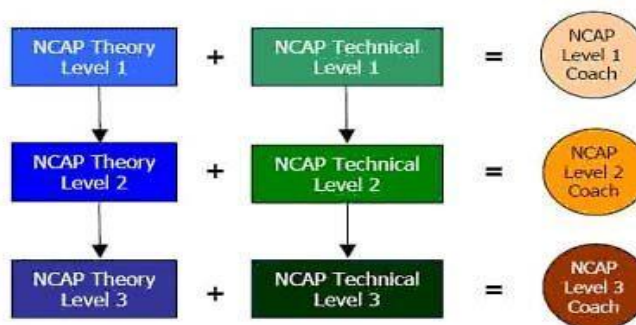 NCAP Theory
Level 1
+
NCAP Technical
Level 1
=
NCAP
Level 1
Coach
NCAP Theory
Level 2
+
NCAP Technical
Level 2
=
NCAP
Level 2
Coach
NCAP Theory
Level 3
+
NCAP Technical
Level 3
=
NCAP
Level 3
Coach